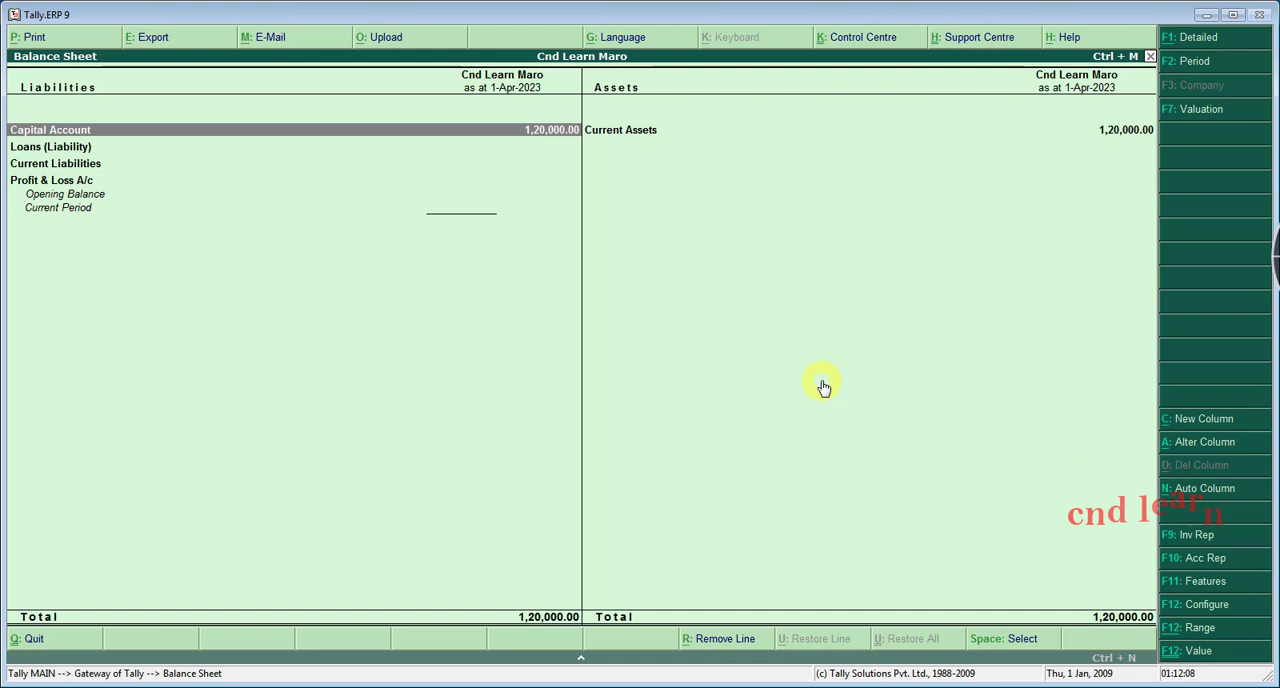 Tally.ERP 9
P: Print E: Export M: E-Mail O: Upload G: Language K: Keyboard K: Control Centre H: Support Centre H: Help
Balance Sheet Cnd Learn Maro Ctrl + M
Liabilities Cnd Learn Maro as at 1-Apr-2023 Assets Cnd Learn Maro as at 1-Apr-2023
Capital Account 1,20,000.00 Current Assets 1,20,000.00
Loans (Liability)
Current Liabilities
Profit & Loss A/c
Opening Balance
Current Period
Total 1,20,000.00 Total 1,20,000.00
Q: Quit R: Remove Line U: Restore Line U: Restore All Space: Select
Ctrl + N
Tally MAIN --> Gateway of Tally --> Balance Sheet (c) Tally Solutions Pvt. Ltd., 1988-2009 Thu, 1 Jan, 2009 01:12:08
F1: Detailed
F2: Period
F3: Company
F7: Valuation
C: New Column
A: Alter Column
D: Del Column
N: Auto Column
cnd learn
F9: Inv Rep
F10: Acc Rep
F11: Features
F12: Configure
F12: Range
F12: Value